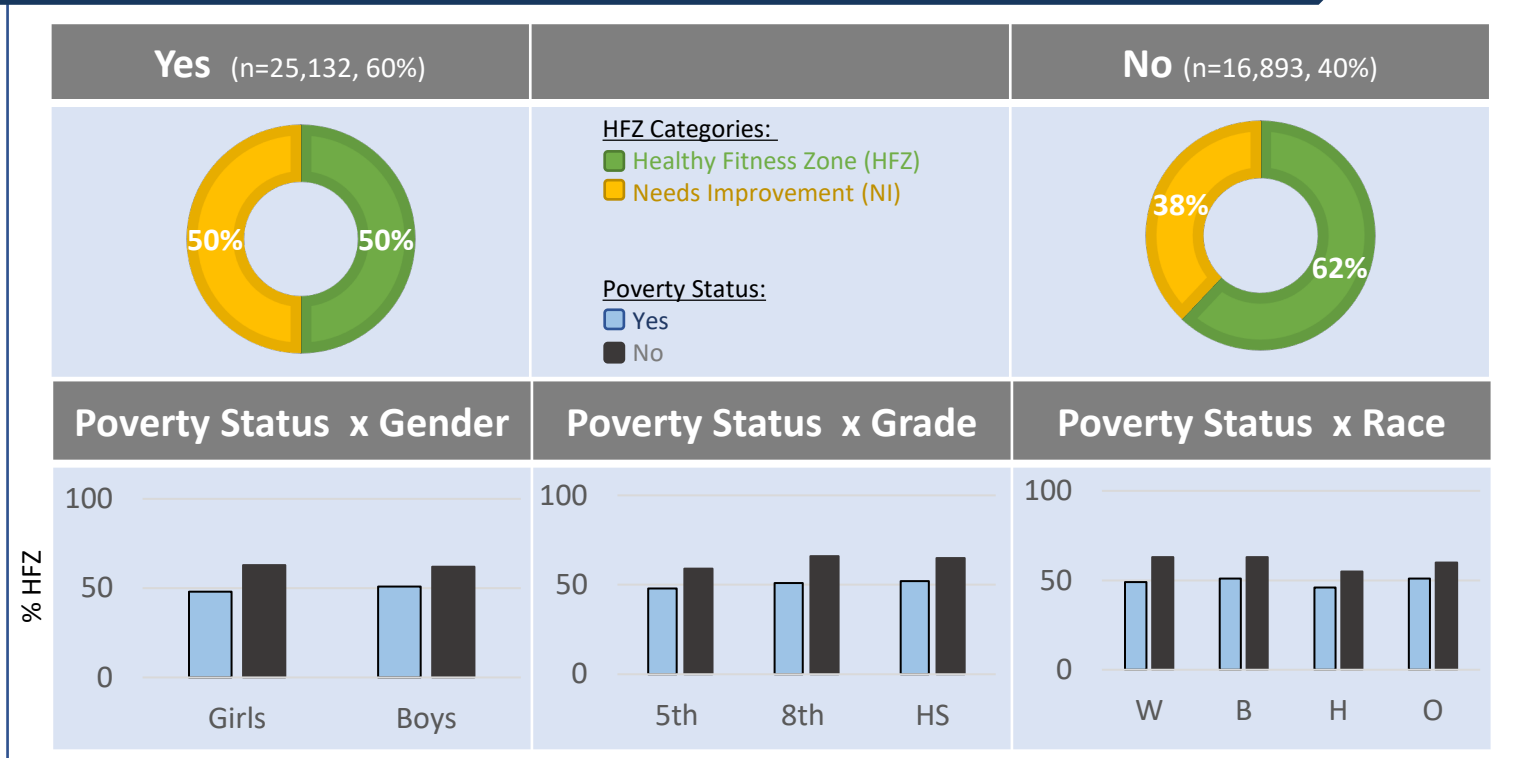 Yes (n=25,132, 60%)
No (n=16,893, 40%)
50%
50%
HFZ Categories:
Healthy Fitness Zone (HFZ)
Needs Improvement (NI)
Poverty Status:
Yes
No
38%
62%
Poverty Status x Gender
Poverty Status x Grade
Poverty Status x Race
% HFZ
100
50
0
Girls
Boys
100
50
0
5th
8th
HS
100
50
0
W
B
H
O